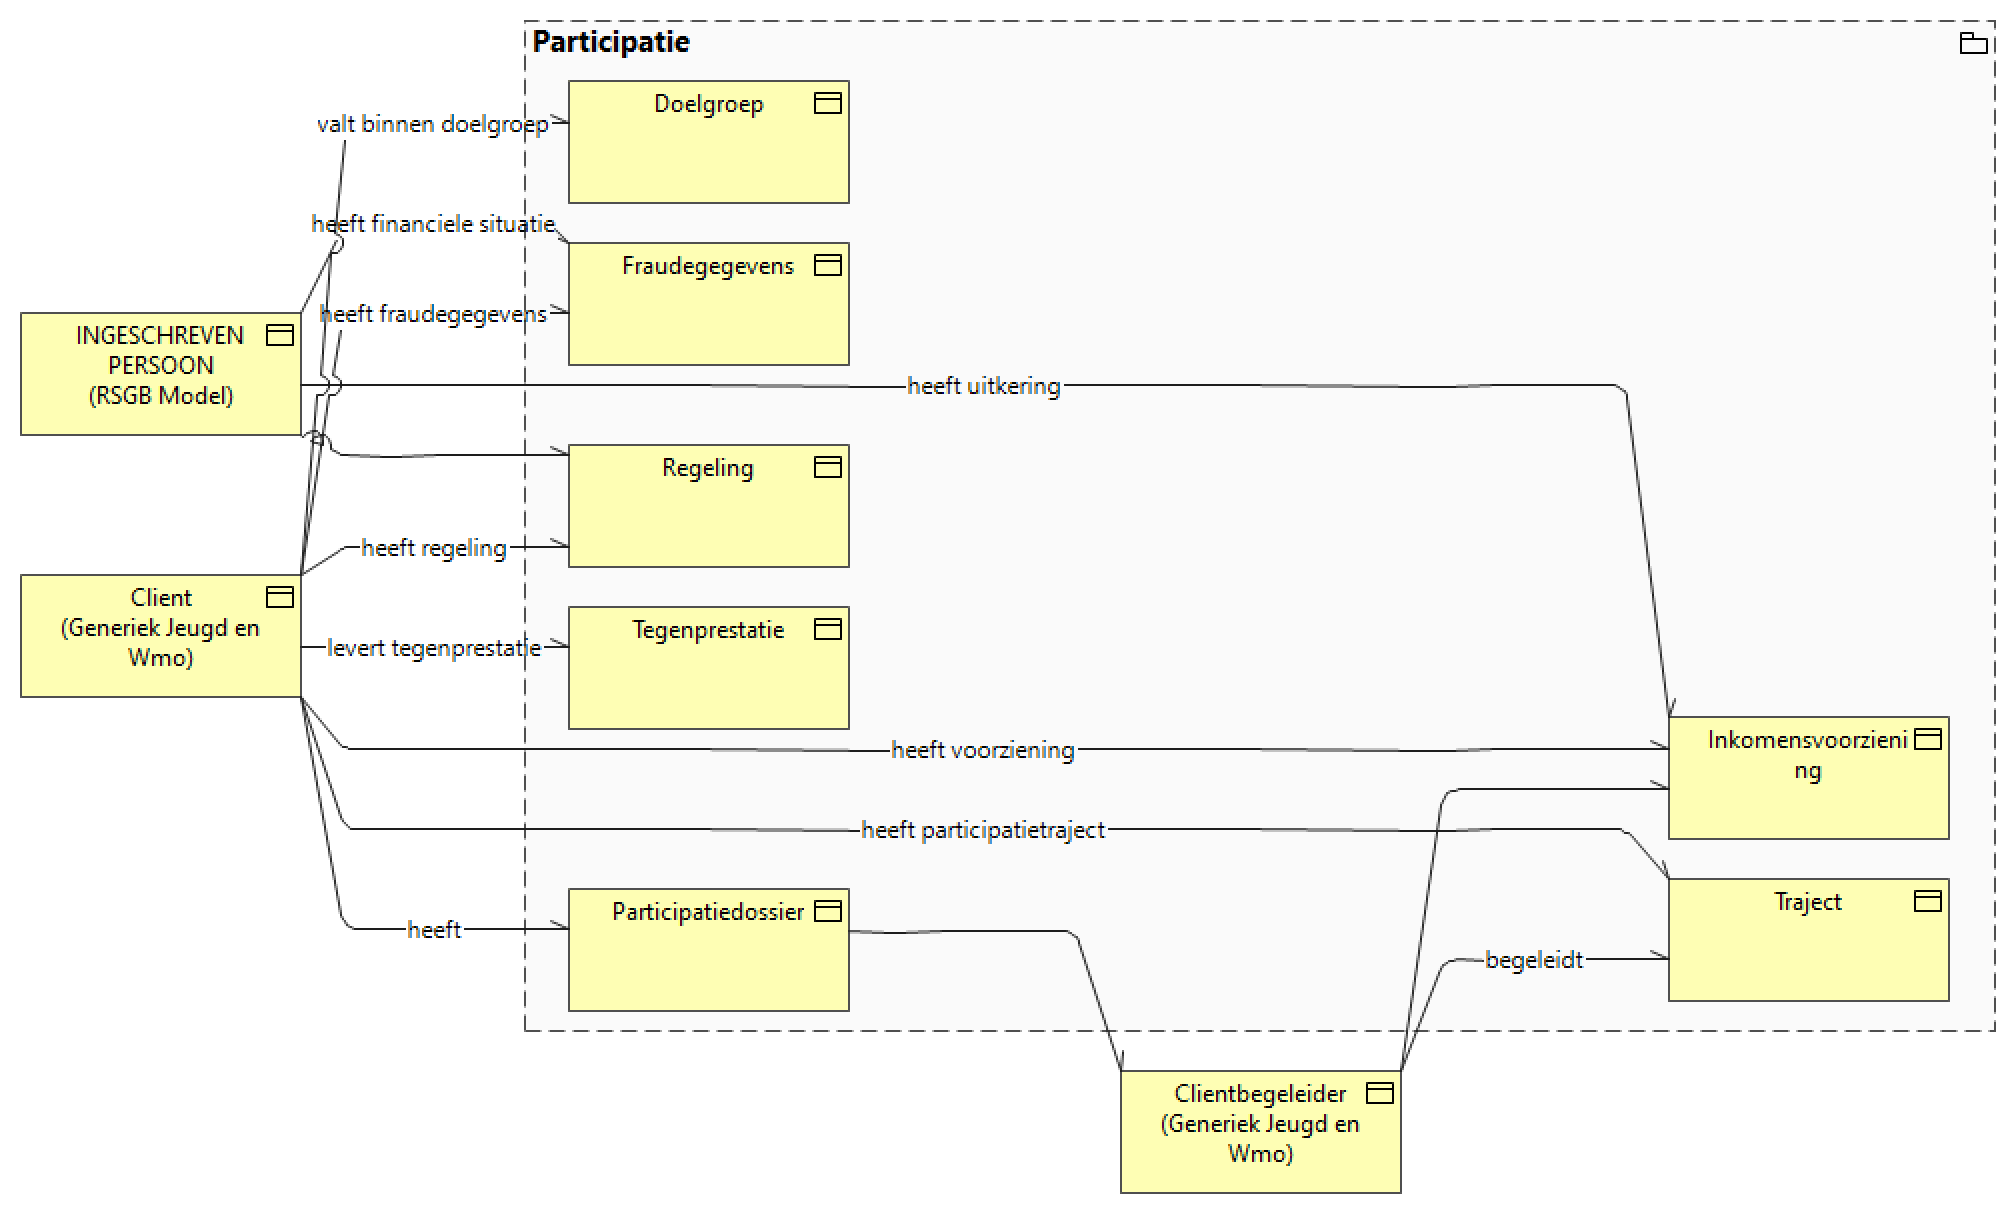 Participatie
Doelgroep
valt binnen doelgroep
heeft financiele situatie
Fraudegegevens
heeft fraudegegevens
INGESCHREVEN
PERSOON
(RSGB Model)
heeft uitkering
Regeling
heeft regeling
Client
(Generiek Jeugd en
Wmo)
Tegenprestatie
levert tegenprestatie
heeft voorziening
Inkomensvoorzieni
ng
heeft participatietraject
Participatiedossier
heeft
Traject
begeleidt
Clientbegeleider
(Generiek Jeugd en
Wmo)